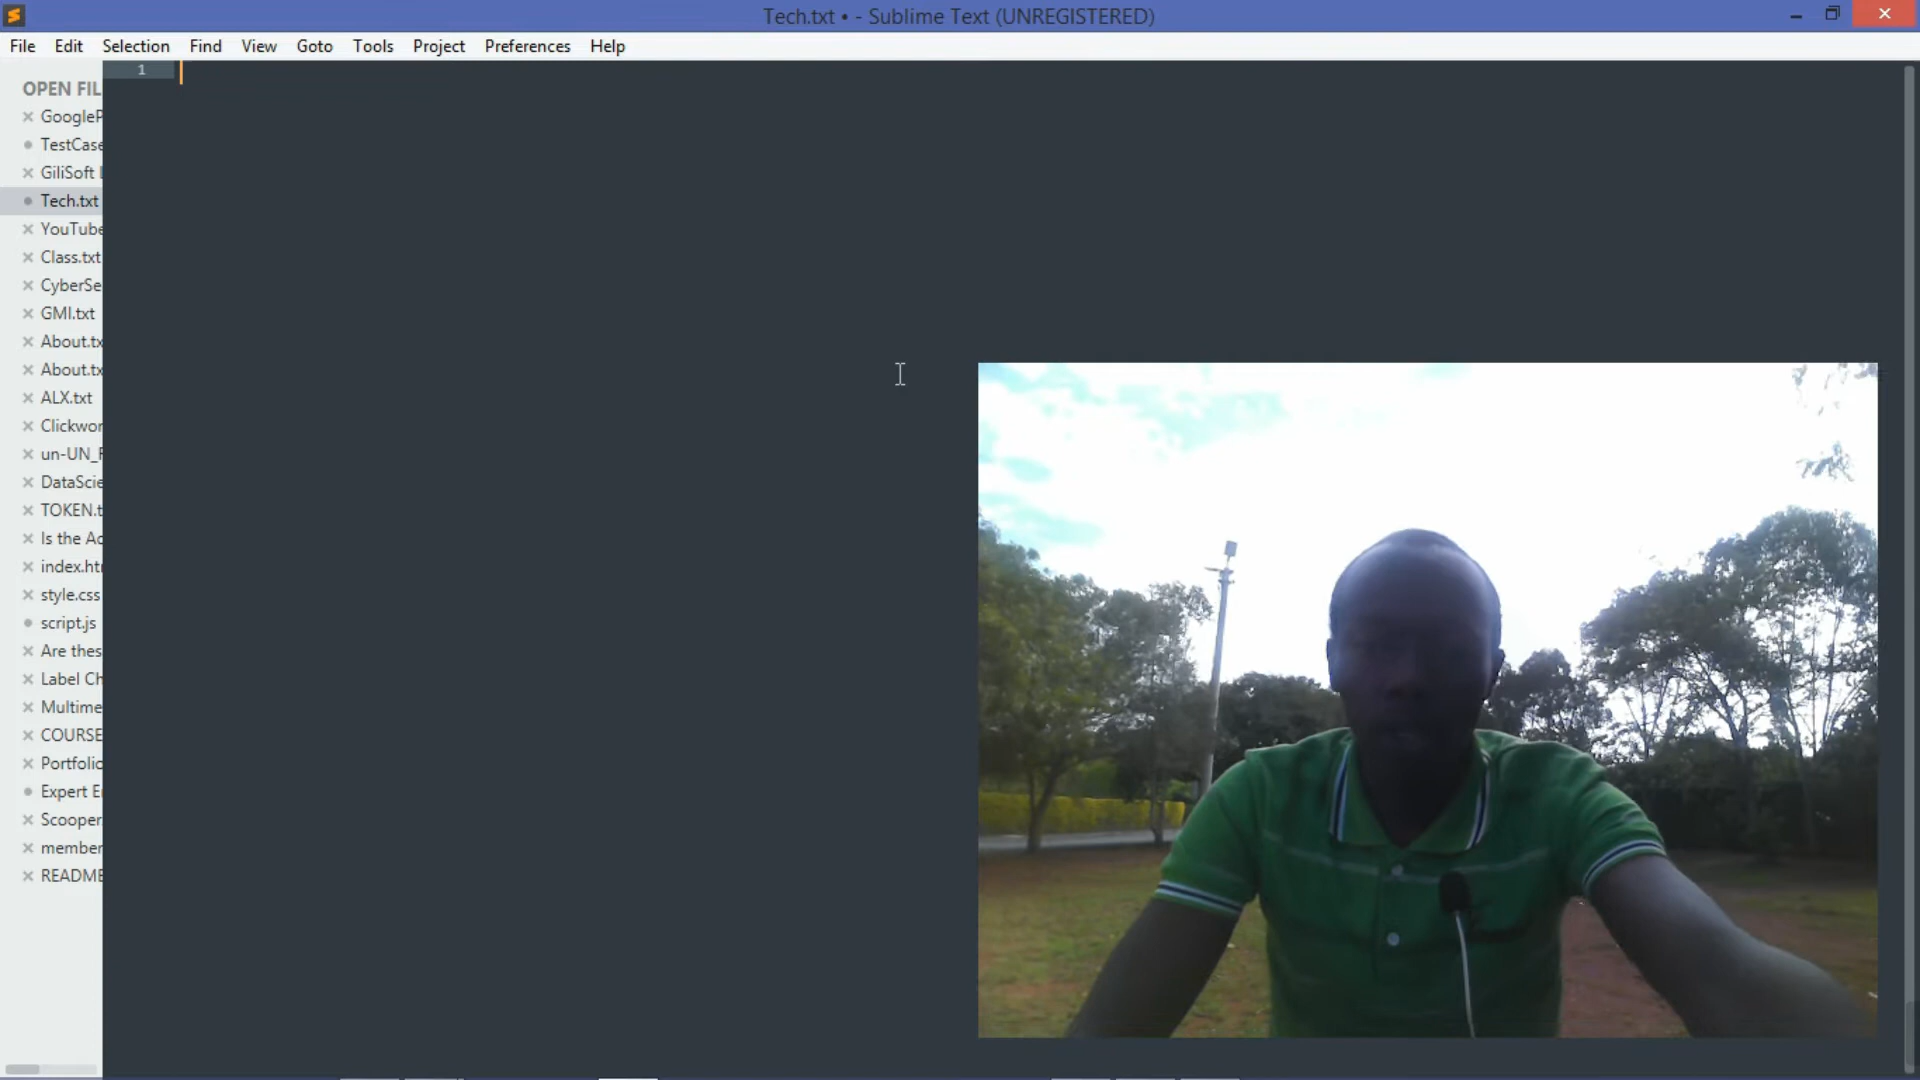 Tech.txt • - Sublime Text (UNREGISTERED)
File Edit Selection Find View Goto Tools Project Preferences Help
OPEN FIL
1
GoogleP
TestCase
GiliSoft
Tech.txt
YouTube
Class.txt
CyberSe
GMI.txt
About.tx
About.tx
ALX.txt
Clickwor
un-UN_F
DataScie
TOKEN.t
Is the Ac
index.ht
style.css
script.js
Are thes
Label Ch
Multime
COURSE
Portfolio
Expert E
Scooper
member
README